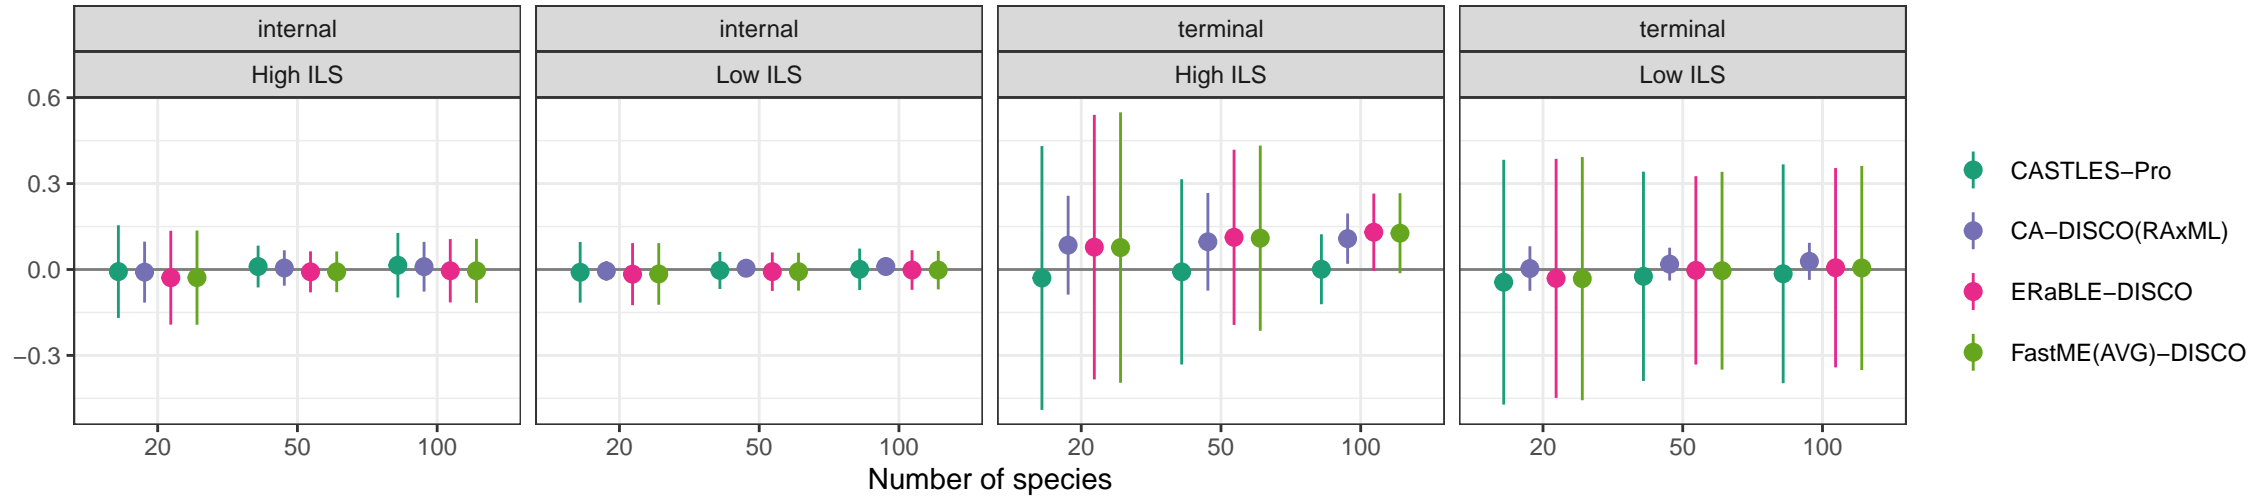 internal internal terminal terminal
High ILS Low ILS High ILS Low ILS
0.6
0.3
0.0
−0.3
20 50 100 20 50 100 20 50 100 20 50 100
Number of species
CASTLES−Pro
CA−DISCO(RAxML)
ERaBLE−DISCO
FastME(AVG)−DISCO